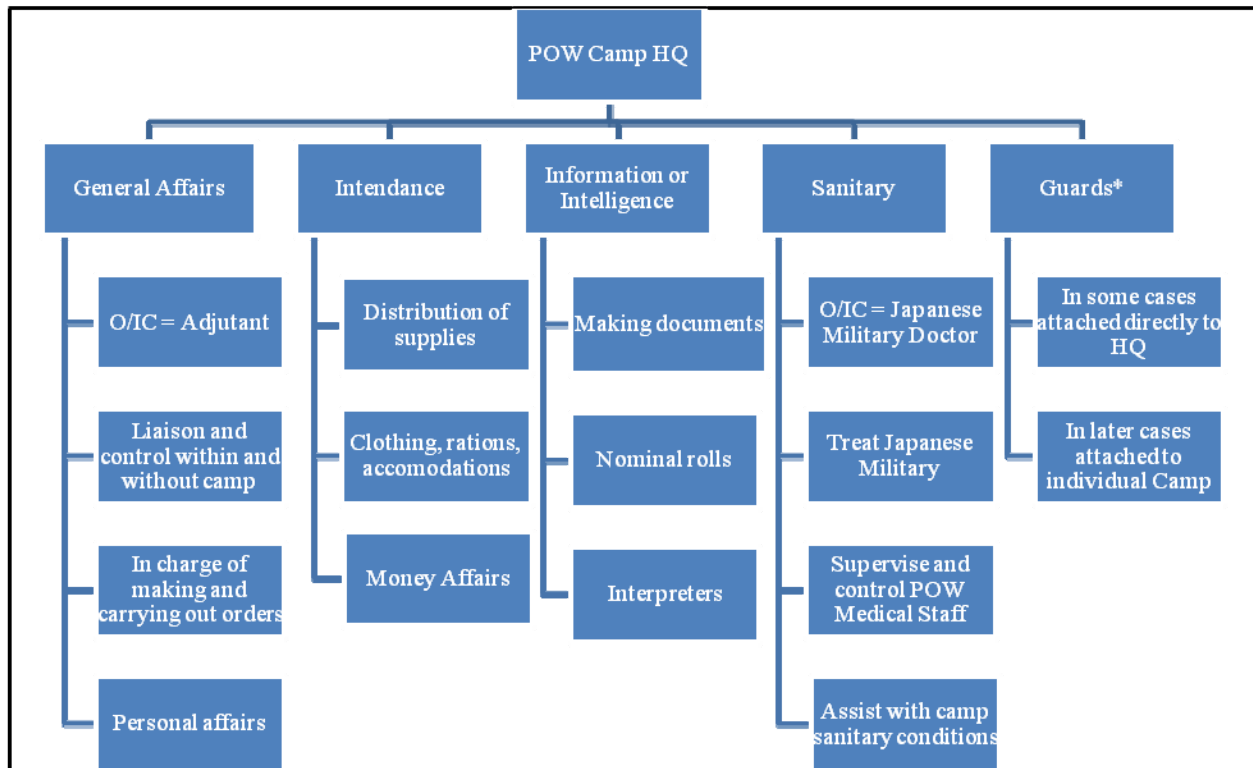 POW Camp HQ
General Affairs
Intendance
Information or
Intelligence
Sanitary
Guards*
O/IC = Adjutant
Liaison and
control within and
without camp
In charge of
making and
carrying out orders
Personal affairs
Distribution of
supplies
Clothing, rations,
accomodations
Money Affairs
Making documents
Nominal rolls
Interpreters
O/IC = Japanese
Military Doctor
Treat Japanese
Military
Supervise and
control POW
Medical Staff
Assist with camp
sanitary conditions
In some cases
attached directly to
HQ
In later cases
attached to
individual Camp